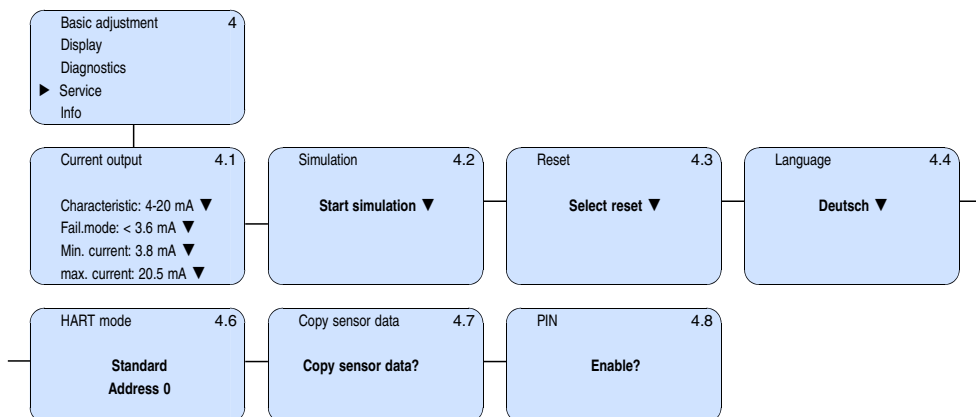 Basic adjustment 4
Display
Diagnostics
▶ Service
Info
Current output 4.1
Characteristic: 4-20 mA ▼
Fail.mode: < 3.6 mA ▼
Min. current: 3.8 mA ▼
max. current: 20.5 mA ▼
Simulation 4.2
Start simulation ▼
Reset 4.3
Select reset ▼
Language 4.4
Deutsch ▼
HART mode 4.6
Standard
Address 0
Copy sensor data 4.7
Copy sensor data?
PIN 4.8
Enable?